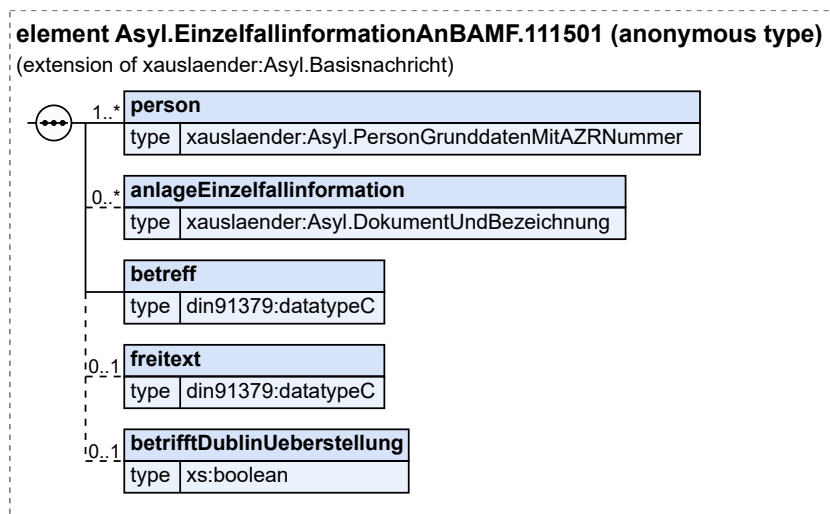 element Asyl.EinzelfallinformationAnBAMF.111501 (anonymous type)
(extension of xauslaender:Asyl.Basisnachricht)
1..* person
type xauslaender:Asyl.PersonGrunddatenMitAZRNummer
0..* anlageEinzelfallinformation
type xauslaender:Asyl.DokumentUndBezeichnung
betreff
type din91379:datatypeC
0..1 freitext
type din91379:datatypeC
0..1 betrifftDublinUeberstellung
type xs:boolean